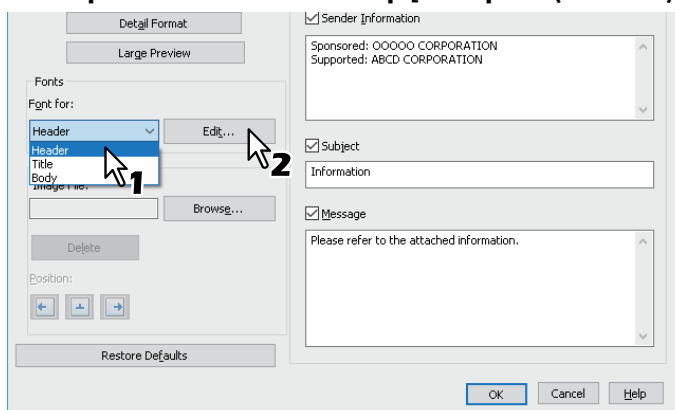 Detail Format
Large Preview
Fonts
Font for:
Header
Edit...
Header
Title
Body
1
2
Image File:
Browse...
Delete
Position:
Restore Defaults
Sender Information
Sponsored: OOOOO CORPORATION
Supported: ABCD CORPORATION
Subject
Information
Message
Please refer to the attached information.
OK
Cancel
Help